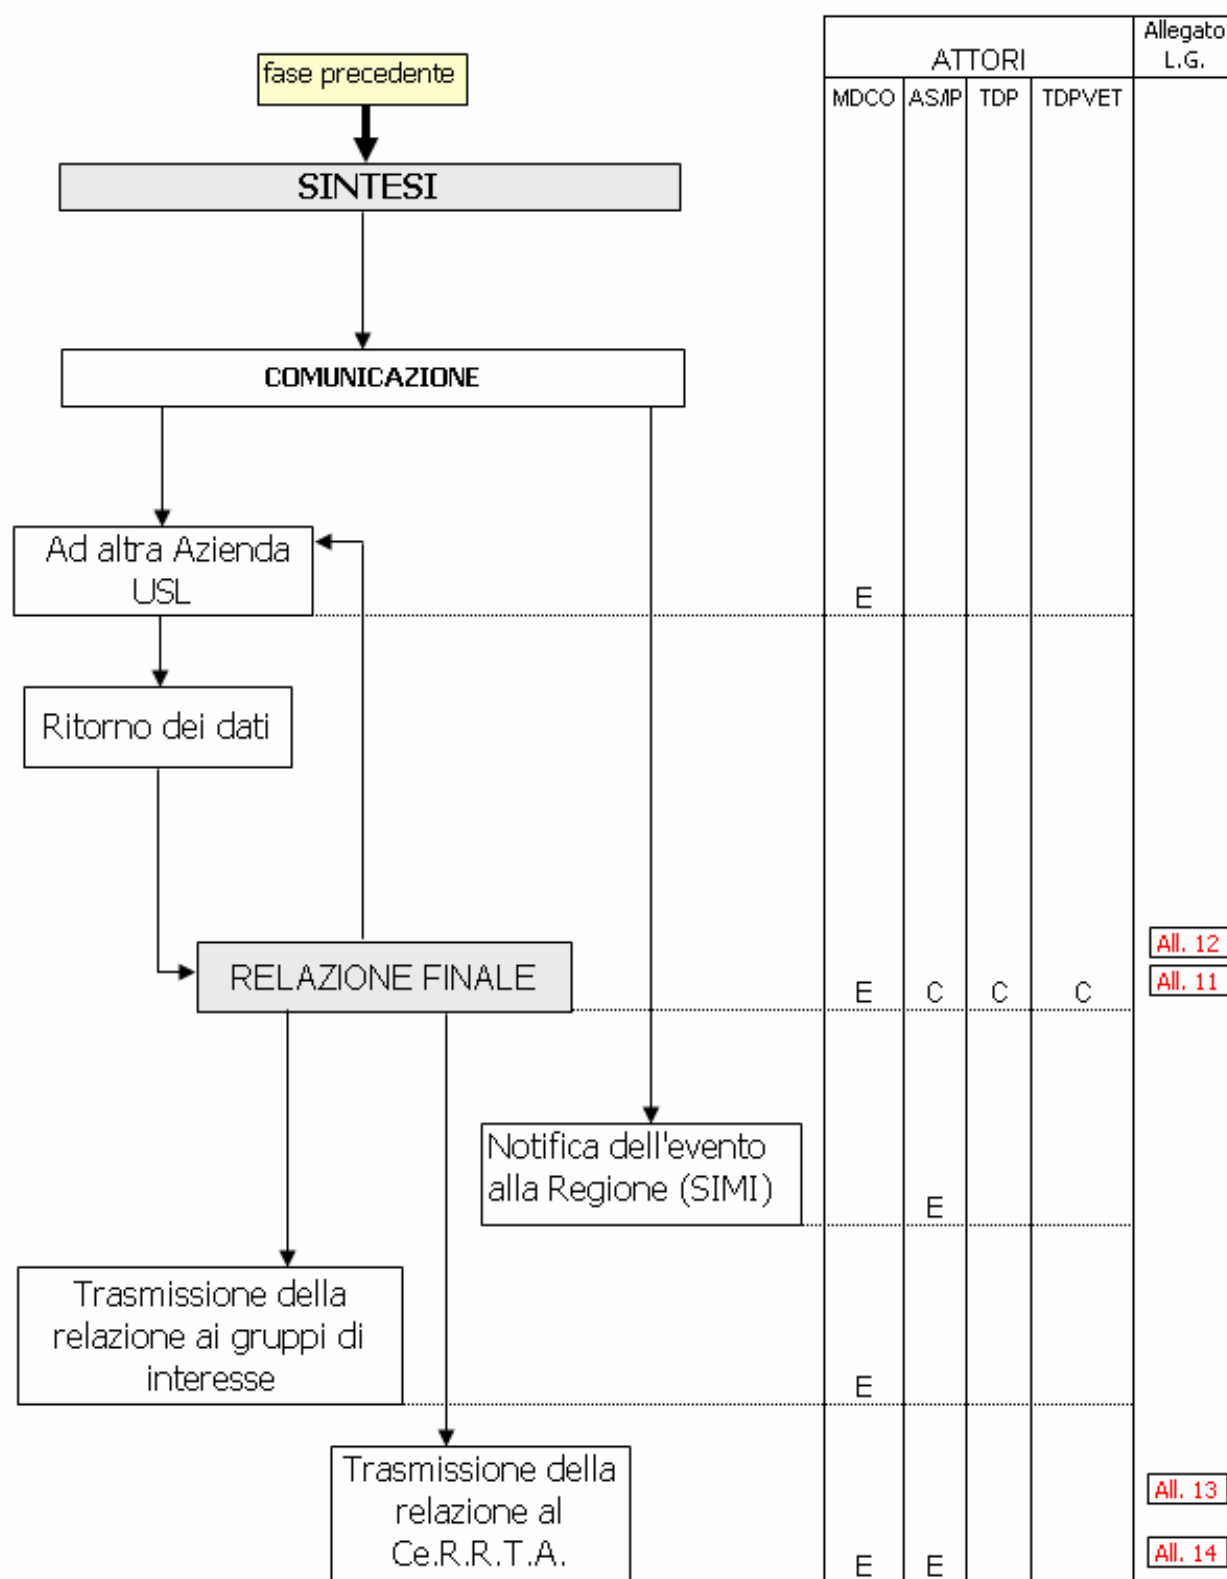 Allegato
L.G.
ATTORI
MDCO AS/IP TDP TDPVET
fase precedente
SINTESI
COMUNICAZIONE
Ad altra Azienda
USL
E
Ritorno dei dati
All. 12
RELAZIONE FINALE
E C C C
All. 11
Notifica dell'evento
alla Regione (SIMI)
E
Trasmissione della
relazione ai gruppi di
interesse
E
Trasmissione della
relazione al
Ce.R.R.T.A.
All. 13
E E
All. 14